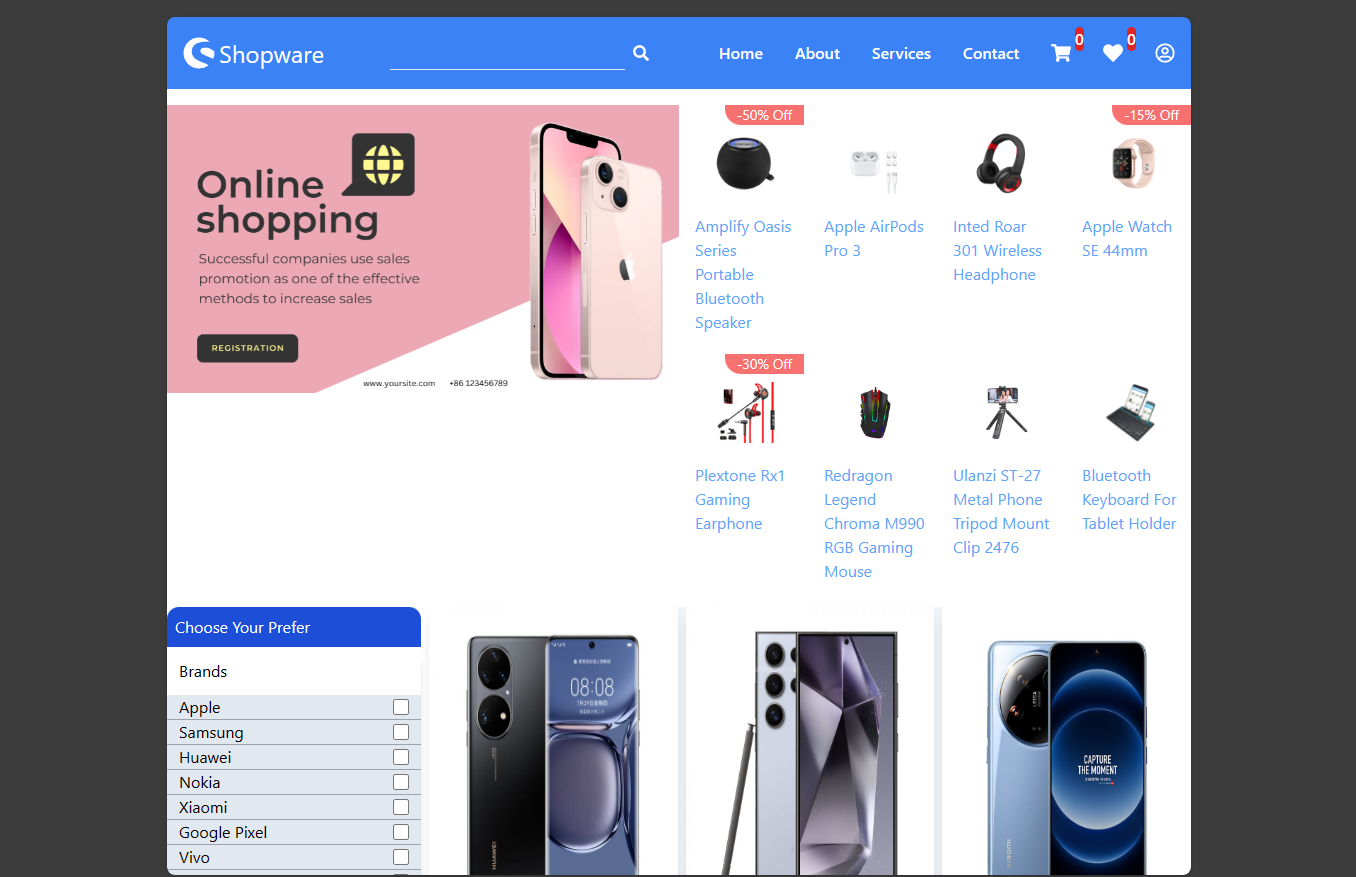 Shopware
Home
About
Services
Contact
0
0
Online
shopping
Successful companies use sales
promotion as one of the effective
methods to increase sales
REGISTRATION
www.yoursite.com
+86 123456789
-50% Off
Amplify Oasis
Series
Portable
Bluetooth
Speaker
Apple AirPods
Pro 3
Inted Roar
301 Wireless
Headphone
-15% Off
Apple Watch
SE 44mm
-30% Off
Plextone Rx1
Gaming
Earphone
Redragon
Legend
Chroma M990
RGB Gaming
Mouse
Ulanzi ST-27
Metal Phone
Tripod Mount
Clip 2476
Bluetooth
Keyboard For
Tablet Holder
Choose Your Prefer
Brands
Apple
Samsung
Huawei
Nokia
Xiaomi
Google Pixel
Vivo
08:08
HUAWEI
LEICA
CAPTURE
THE MOMENT
xiaomi